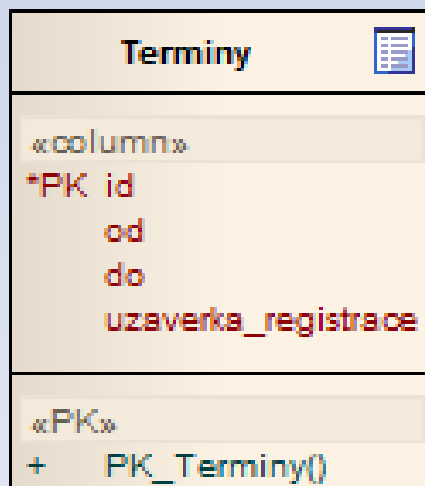 Terminy
«column»
*PK id
od
do
uzaverka_registrace
«PK»
+ PK_Terminy()